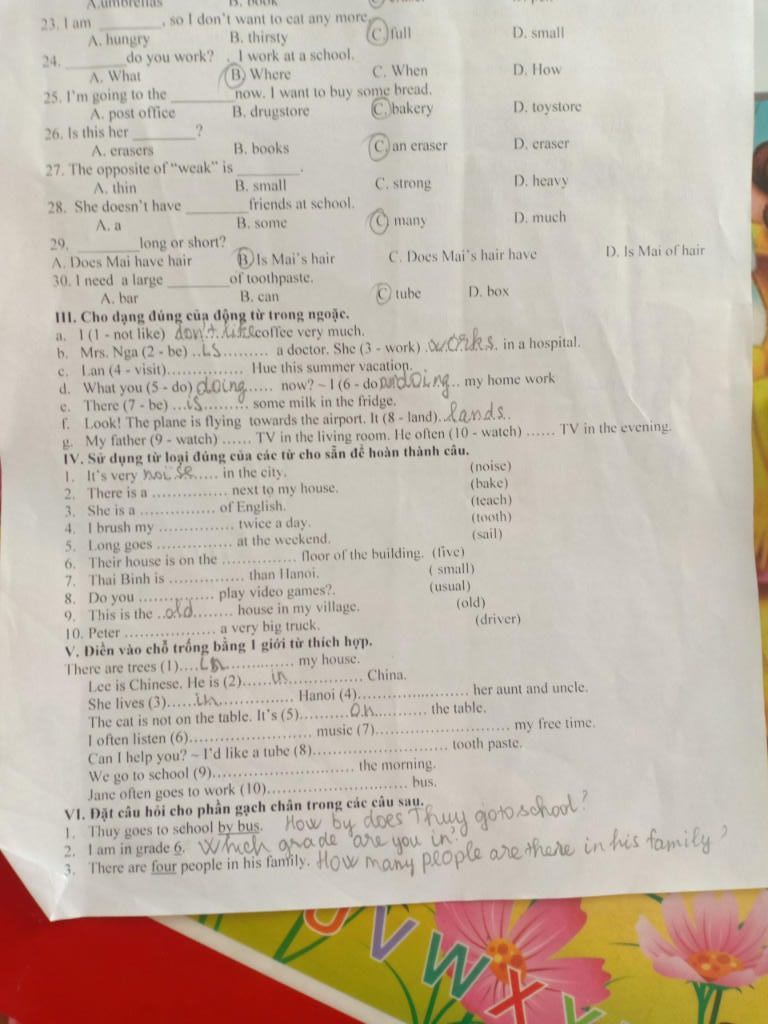 A.umbrellas B. book
23. I am ________, so I don't want to eat any more.
A. hungry B. thirsty C. full D. small
24. ________do you work? . I work at a school.
A. What B. Where C. When D. How
25. I'm going to the ________now. I want to buy some bread.
A. post office B. drugstore C. bakery D. toystore
26. Is this her ________?
A. erasers B. books C. an eraser D. eraser
27. The opposite of "weak" is ________.
A. thin B. small C. strong D. heavy
28. She doesn't have ________friends at school.
A. a B. some C. many D. much
29. ________long or short?
A. Does Mai have hair B. Is Mai's hair C. Does Mai's hair have D. Is Mai of hair
30. I need a large ________of toothpaste.
A. bar B. can C. tube D. box
III. Cho dạng đúng của động từ trong ngoặc.
a. I (1 - not like) don't like coffee very much.
b. Mrs. Nga (2 - be) ..is......... a doctor. She (3 - work) .works. in a hospital.
c. Lan (4 - visit)................ Hue this summer vacation.
d. What you (5 - do) doing..... now? ~ I (6 - do andoing.. my home work
e. There (7 - be) ...is.......... some milk in the fridge.
f. Look! The plane is flying towards the airport. It (8 - land)..lands..
g. My father (9 - watch) ...... TV in the living room. He often (10 - watch) ...... TV in the evening.
IV. Sử dụng từ loại đúng của các từ cho sẵn để hoàn thành câu.
1. It's very noise..... in the city. (noise)
2. There is a ............... next to my house. (bake)
3. She is a ............... of English. (teach)
4. I brush my ............... twice a day. (tooth)
5. Long goes ............... at the weekend. (sail)
6. Their house is on the ............... floor of the building. (five)
7. Thai Binh is ............... than Hanoi. ( small)
8. Do you ............... play video games?. (usual)
9. This is the ..old........ house in my village. (old)
10. Peter .................. a very big truck. (driver)
V. Điền vào chỗ trống bằng 1 giới từ thích hợp.
There are trees (1)....in.............. my house.
Lee is Chinese. He is (2)......in............... China.
She lives (3)......in................ Hanoi (4)...................... her aunt and uncle.
The cat is not on the table. It's (5)..........on........... the table.
I often listen (6)......................... music (7)........................... my free time.
Can I help you? ~ I'd like a tube (8)........................... tooth paste.
We go to school (9)............................ the morning.
Jane often goes to work (10)............................ bus.
VI. Đặt câu hỏi cho phần gạch chân trong các câu sau.
1. Thuy goes to school by bus. How by does Thuy goto school?
2. I am in grade 6. Which grade are you in?
3. There are four people in his family. How many people are there in his family?
U V W X Y